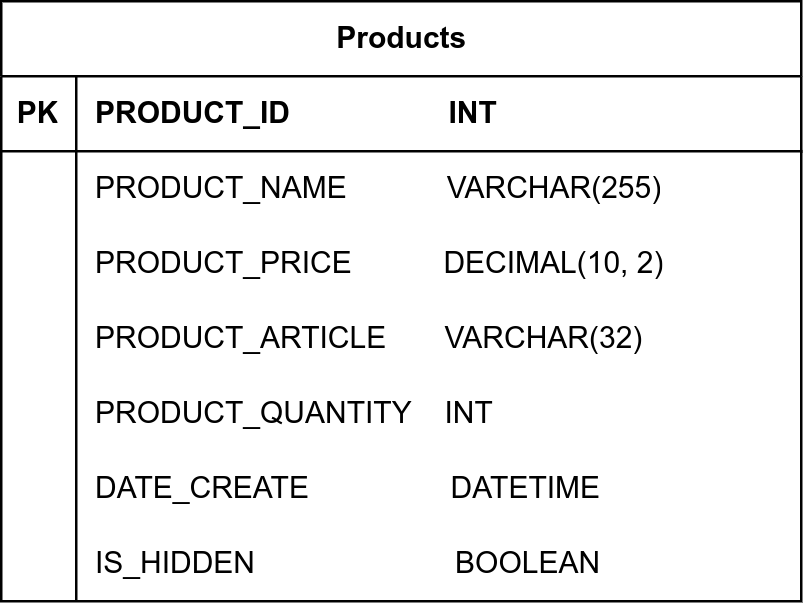 Products
PK PRODUCT_ID INT
PRODUCT_NAME VARCHAR(255)
PRODUCT_PRICE DECIMAL(10, 2)
PRODUCT_ARTICLE VARCHAR(32)
PRODUCT_QUANTITY INT
DATE_CREATE DATETIME
IS_HIDDEN BOOLEAN